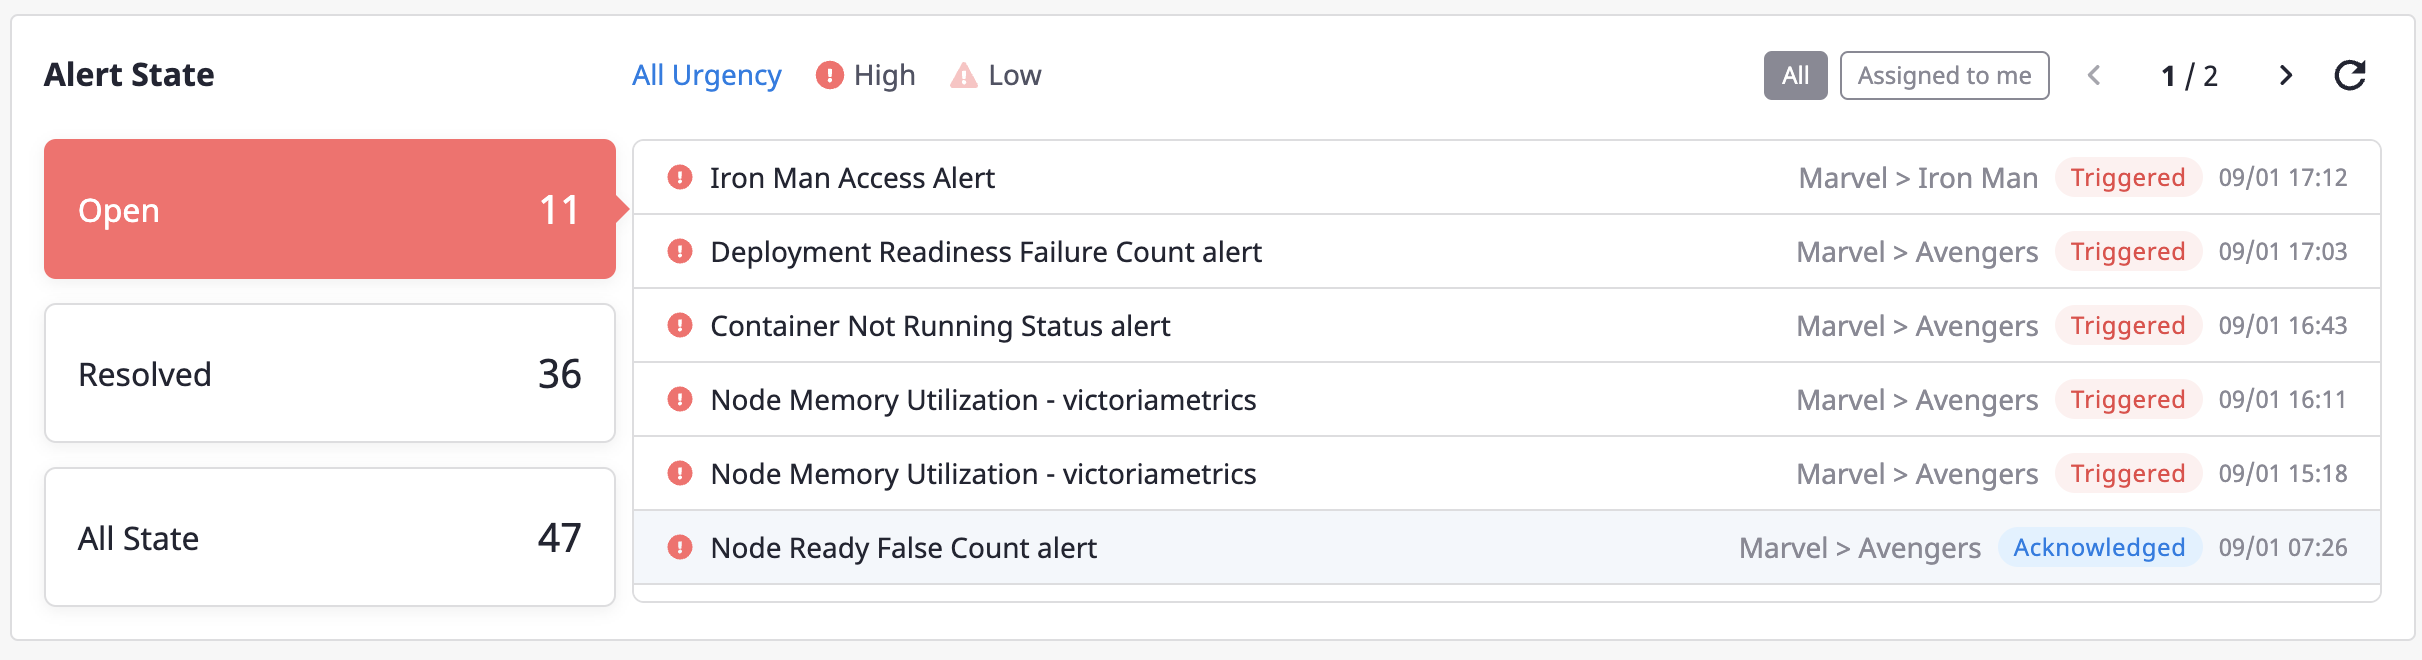 Alert State
All Urgency High Low
All Assigned to me 1 / 2
Open 11
Resolved 36
All State 47
Iron Man Access Alert Marvel > Iron Man Triggered 09/01 17:12
Deployment Readiness Failure Count alert Marvel > Avengers Triggered 09/01 17:03
Container Not Running Status alert Marvel > Avengers Triggered 09/01 16:43
Node Memory Utilization - victoriametrics Marvel > Avengers Triggered 09/01 16:11
Node Memory Utilization - victoriametrics Marvel > Avengers Triggered 09/01 15:18
Node Ready False Count alert Marvel > Avengers Acknowledged 09/01 07:26